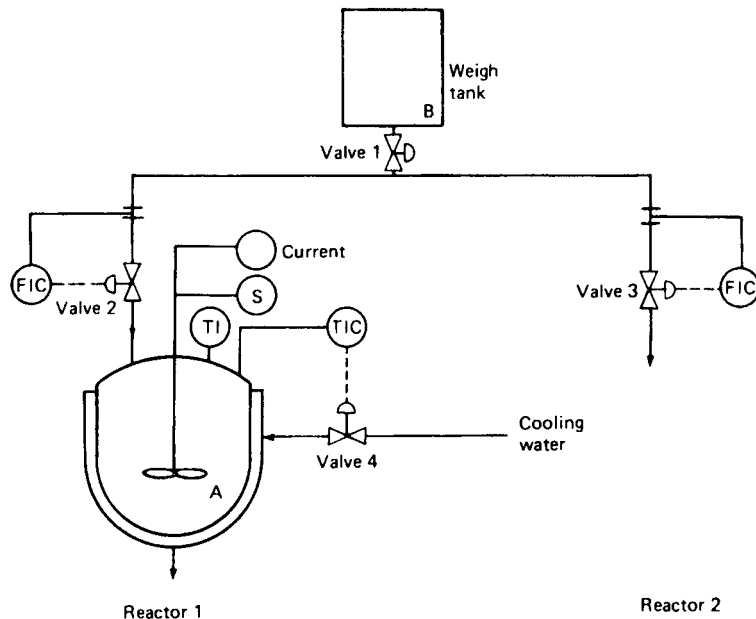 Weigh
tank
B
Valve 1
Current
FIC
Valve 2
S
TI
TIC
Valve 3
FIC
Cooling
water
Valve 4
A
Reactor 1
Reactor 2